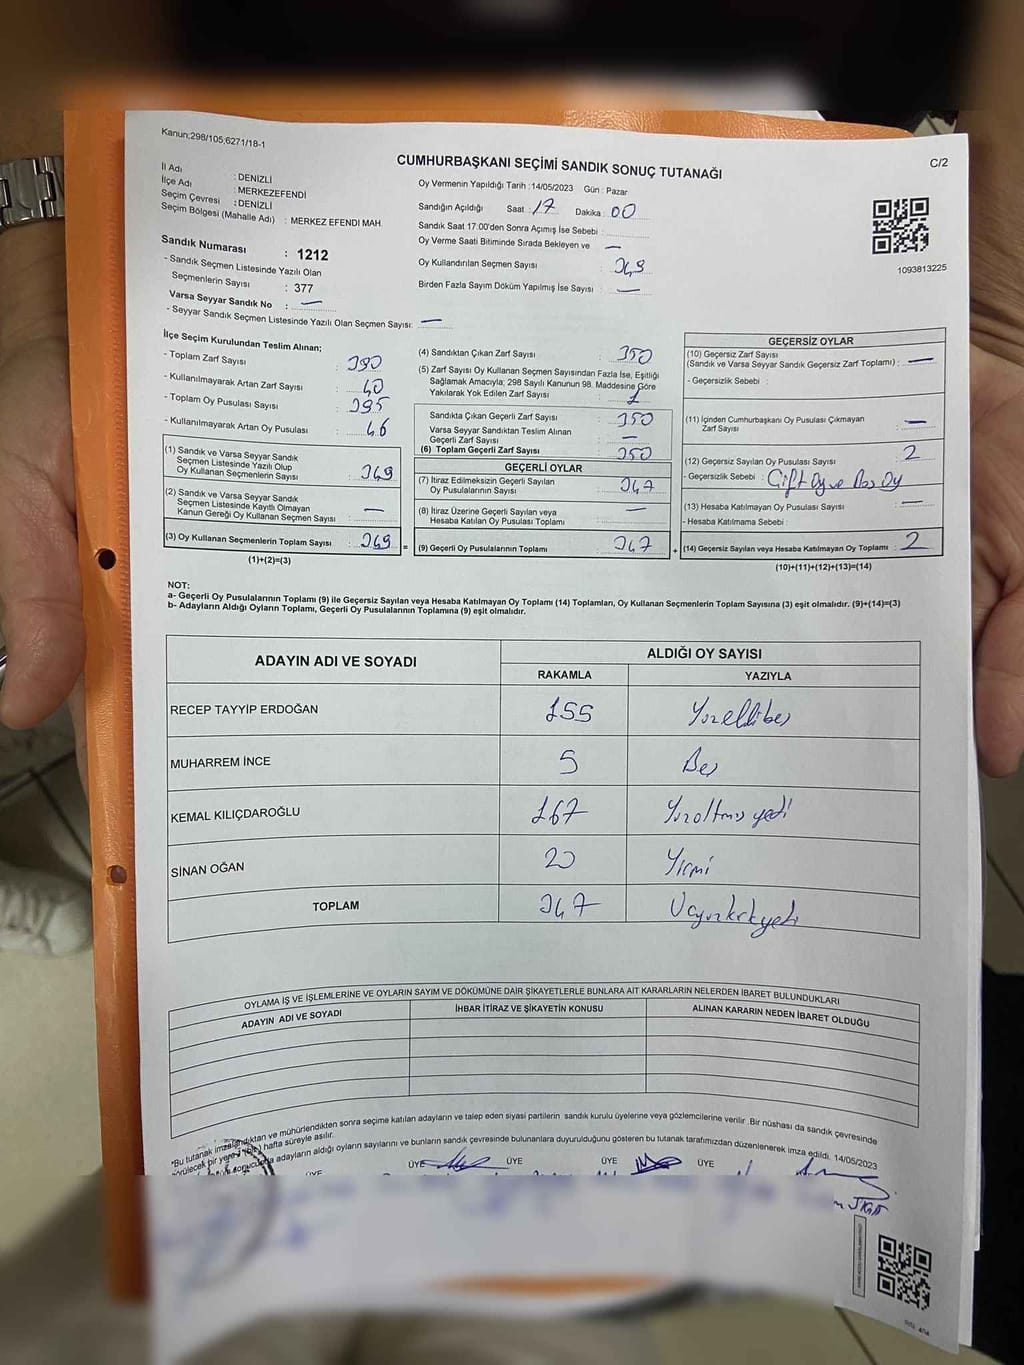 Kanun;298/105;6271/18-1
CUMHURBAŞKANI SEÇİMİ SANDIK SONUÇ TUTANAĞI
C/2
İl Adı : DENİZLİ
İlçe Adı : MERKEZEFENDİ
Seçim Çevresi : DENİZLİ
Seçim Bölgesi (Mahalle Adı) : MERKEZ EFENDİ MAH.
Sandık Numarası : 1212
- Sandık Seçmen Listesinde Yazılı Olan
Seçmenlerin Sayısı : 377
Varsa Seyyar Sandık No : —
- Seyyar Sandık Seçmen Listesinde Yazılı Olan Seçmen Sayısı: —
Oy Vermenin Yapıldığı Tarih : 14/05/2023 Gün : Pazar
Sandığın Açıldığı Saat : 17 Dakika : 00
Sandık Saat 17:00'den Sonra Açımış İse Sebebi :
Oy Verme Saati Bitiminde Sırada Bekleyen ve —
Oy Kullandırılan Seçmen Sayısı : 349
Birden Fazla Sayım Döküm Yapılmış İse Sayısı : —
1093813225
İlçe Seçim Kurulundan Teslim Alınan;
- Toplam Zarf Sayısı : 390
- Kullanılmayarak Artan Zarf Sayısı : 40
- Toplam Oy Pusulası Sayısı : 395
- Kullanılmayarak Artan Oy Pusulası : 46
(1) Sandık ve Varsa Seyyar Sandık
Seçmen Listesinde Yazılı Olup
Oy Kullanan Seçmenlerin Sayısı : 349
(2) Sandık ve Varsa Seyyar Sandık
Seçmen Listesinde Kayıtlı Olmayan
Kanun Gereği Oy Kullanan Seçmen Sayısı : —
(3) Oy Kullanan Seçmenlerin Toplam Sayısı : 349
(1)+(2)=(3)
(4) Sandıktan Çıkan Zarf Sayısı : 350
(5) Zarf Sayısı Oy Kullanan Seçmen Sayısından Fazla İse, Eşitliği
Sağlamak Amacıyla; 298 Sayılı Kanunun 98. Maddesine Göre
Yakılarak Yok Edilen Zarf Sayısı : 1
Sandıkta Çıkan Geçerli Zarf Sayısı : 350
Varsa Seyyar Sandıktan Teslim Alınan
Geçerli Zarf Sayısı : —
(6) Toplam Geçerli Zarf Sayısı : 350
GEÇERLİ OYLAR
(7) İtiraz Edilmeksizin Geçerli Sayılan
Oy Pusulalarının Sayısı : 347
(8) İtiraz Üzerine Geçerli Sayılan veya
Hesaba Katılan Oy Pusulası Toplamı : —
= (9) Geçerli Oy Pusulalarının Toplamı : 347
GEÇERSİZ OYLAR
(10) Geçersiz Zarf Sayısı
(Sandık ve Varsa Seyyar Sandık Geçersiz Zarf Toplamı) : —
- Geçersizlik Sebebi :
(11) İçinden Cumhurbaşkanı Oy Pusulası Çıkmayan
Zarf Sayısı : —
(12) Geçersiz Sayılan Oy Pusulası Sayısı : 2
- Geçersizlik Sebebi : Çift Oy ve Boş Oy
(13) Hesaba Katılmayan Oy Pusulası Sayısı : —
- Hesaba Katılmama Sebebi :
+ (14) Geçersiz Sayılan veya Hesaba Katılmayan Oy Toplamı : 2
(10)+(11)+(12)+(13)=(14)
NOT:
a- Geçerli Oy Pusulalarının Toplamı (9) ile Geçersiz Sayılan veya Hesaba Katılmayan Oy Toplamı (14) Toplamları, Oy Kullanan Seçmenlerin Toplam Sayısına (3) eşit olmalıdır. (9)+(14)=(3)
b- Adayların Aldığı Oyların Toplamı, Geçerli Oy Pusulalarının Toplamına (9) eşit olmalıdır.
ADAYIN ADI VE SOYADI ALDIĞI OY SAYISI
RAKAMLA YAZIYLA
RECEP TAYYİP ERDOĞAN 155 Yüzellibeş
MUHARREM İNCE 5 Beş
KEMAL KILIÇDAROĞLU 167 Yüzaltmışyedi
SİNAN OĞAN 20 Yirmi
TOPLAM 347 Üçyüzkırkyedi
OYLAMA İŞ VE İŞLEMLERİNE VE OYLARIN SAYIM VE DÖKÜMÜNE DAİR ŞİKAYETLERLE BUNLARA AİT KARARLARIN NELERDEN İBARET BULUNDUKLARI
ADAYIN ADI VE SOYADI İHBAR İTİRAZ VE ŞİKAYETİN KONUSU ALINAN KARARIN NEDEN İBARET OLDUĞU
"Bu tutanak imzalandıktan ve mühürlendikten sonra seçime katılan adayların ve talep eden siyasi partilerin sandık kurulu üyelerine veya gözlemcilerine verilir. Bir nüshası da sandık çevresinde
görülecek bir yere 1 (bir) hafta süreyle asılır.
adayların aldığı oyların sayılarını ve bunların sandık çevresinde bulunanlara duyurulduğunu gösteren bu tutanak tarafımızdan düzenlenerek imza edildi. 14/05/2023
ÜYE ÜYE ÜYE ÜYE ÜYE